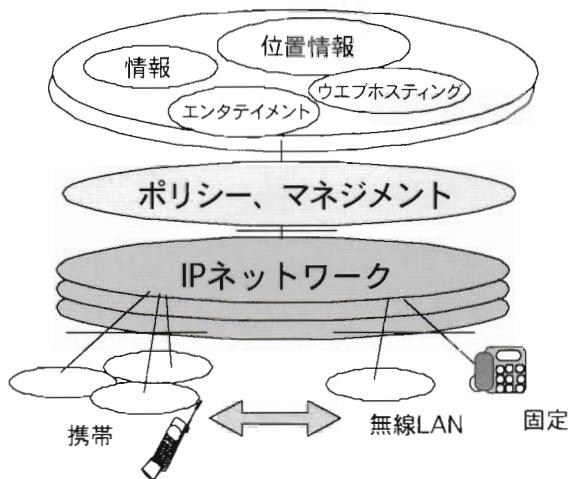 位置情報
情報
ウエブホスティング
エンタテイメント
ポリシー、マネジメント
IPネットワーク
携帯
無線LAN
固定